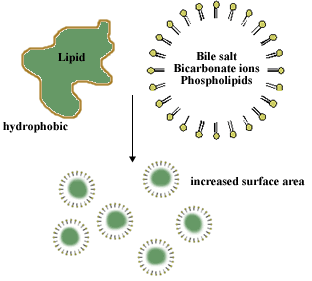 Lipid
Bile salt
Bicarbonate ions
Phospholipids
hydrophobic
increased surface area